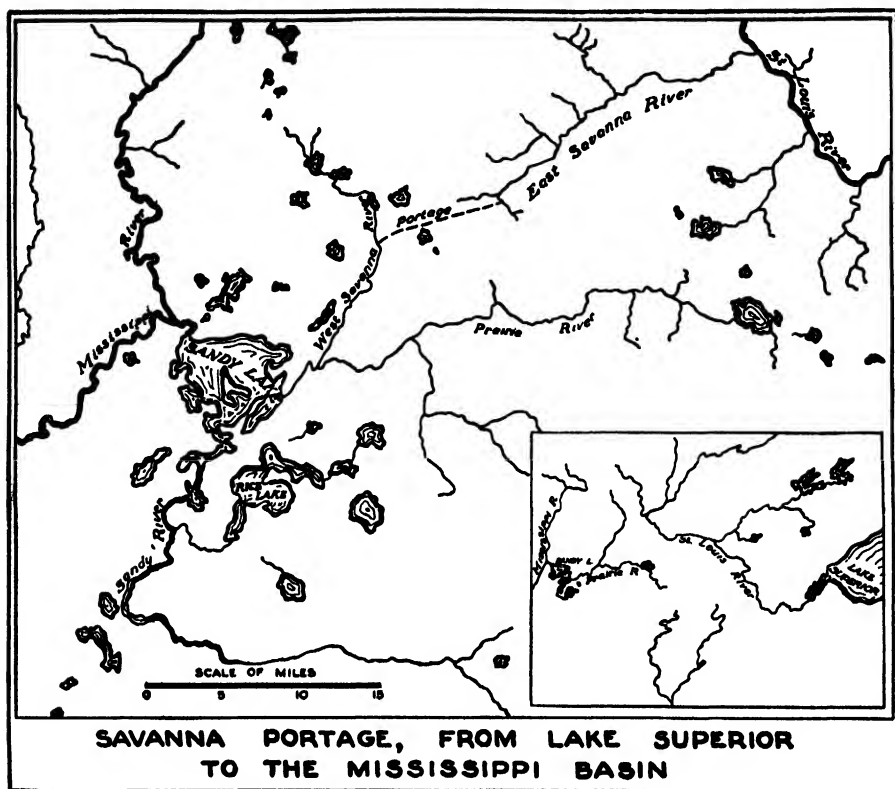 St. Louis River
East Savanna River
Portage
West Savanna River
Mississippi River
SANDY LAKE
Prairie River
RICE LAKE
Sandy River
MISSISSIPPI R.
SANDY L.
Prairie R.
St. Louis River
LAKE SUPERIOR
SCALE OF MILES
0 5 10 15
SAVANNA PORTAGE, FROM LAKE SUPERIOR
TO THE MISSISSIPPI BASIN